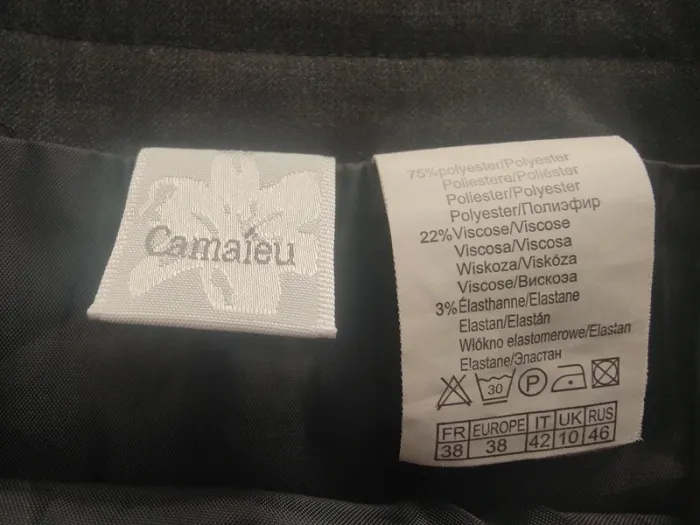 Camaïeu
75%polyester/Polyester
Poliestere/Poliéster
Poliester/Polyester
Polyester/Полиэфир
22%Viscose/Viscose
Viscosa/Viscosa
Wiskoza/Viskóza
Viscose/Вискоза
3%Élasthanne/Elastane
Elastan/Elastán
Włókno elastomerowe/Elastan
Elastane/Эластан
30 P
FR EUROPE IT UK RUS
38 38 42 10 46